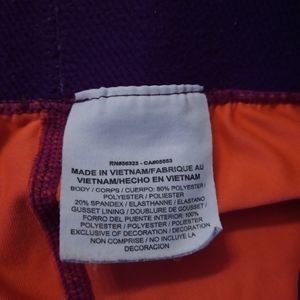 RN#56323 - CA#05553
MADE IN VIETNAM/FABRIQUE AU
VIETNAM/HECHO EN VIETNAM
BODY / CORPS / CUERPO: 80% POLYESTER /
POLYESTER / POLIESTER
20% SPANDEX / ELASTHANNE / ELASTANO
GUSSET LINING / DOUBLURE DE GOUSSET /
FORRO DEL PUENTE INTERIOR: 100%
POLYESTER / POLYESTER / POLIESTER
EXCLUSIVE OF DECORATION / DECORATION
NON COMPRISE / NO INCLUYE LA
DECORACION